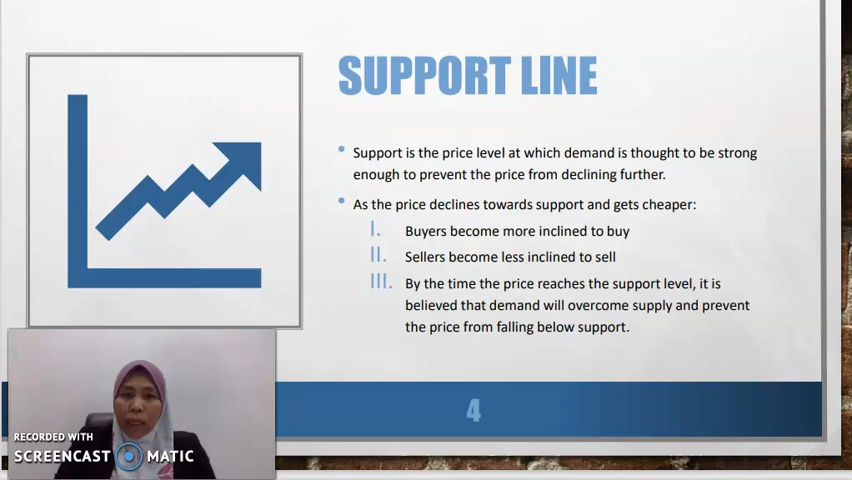 SUPPORT LINE
• Support is the price level at which demand is thought to be strong
enough to prevent the price from declining further.
• As the price declines towards support and gets cheaper:
I. Buyers become more inclined to buy
II. Sellers become less inclined to sell
III. By the time the price reaches the support level, it is
believed that demand will overcome supply and prevent
the price from falling below support.
4
RECORDED WITH
SCREENCAST MATIC